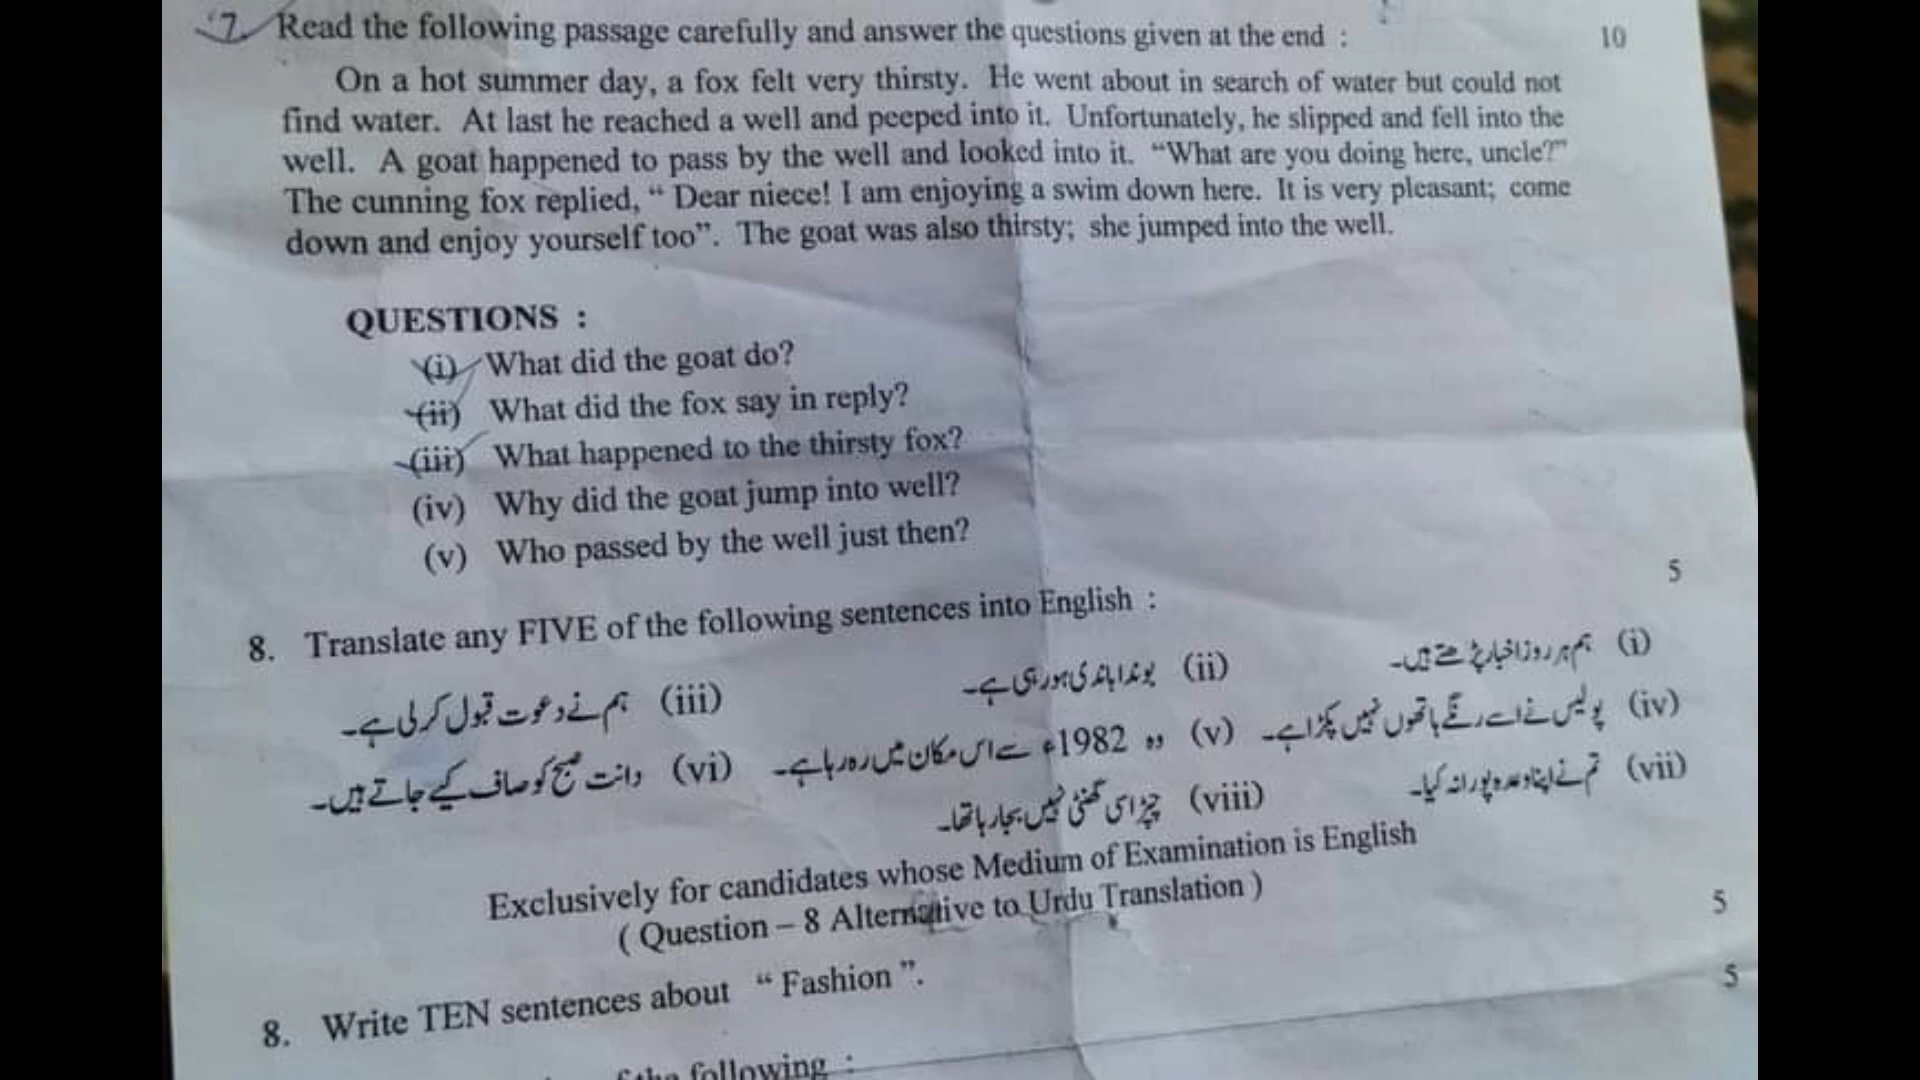 7. Read the following passage carefully and answer the questions given at the end : 10
On a hot summer day, a fox felt very thirsty. He went about in search of water but could not
find water. At last he reached a well and peeped into it. Unfortunately, he slipped and fell into the
well. A goat happened to pass by the well and looked into it. “What are you doing here, uncle?”
The cunning fox replied, “ Dear niece! I am enjoying a swim down here. It is very pleasant; come
down and enjoy yourself too”. The goat was also thirsty; she jumped into the well.
QUESTIONS :
(i) What did the goat do?
(ii) What did the fox say in reply?
(iii) What happened to the thirsty fox?
(iv) Why did the goat jump into well?
(v) Who passed by the well just then?
8. Translate any FIVE of the following sentences into English : 5
(i) ہم ہر روز اخبار پڑھتے ہیں۔ (ii) بوندا باندی ہو رہی ہے۔ (iii) ہم نے دعوت قبول کر لی ہے۔
(iv) پولیس نے اسے رنگے ہاتھوں نہیں پکڑا ہے۔ (v) وہ 1982ء سے اس مکان میں رہ رہا ہے۔ (vi) دانت صبح کو صاف کیے جاتے ہیں۔
(vii) تم نے اپنا وعدہ پورا نہ کیا۔ (viii) چپڑاسی گھنٹی نہیں بجا رہا تھا۔
Exclusively for candidates whose Medium of Examination is English
( Question – 8 Alternative to Urdu Translation )
8. Write TEN sentences about “ Fashion ”. 5
5
the following :